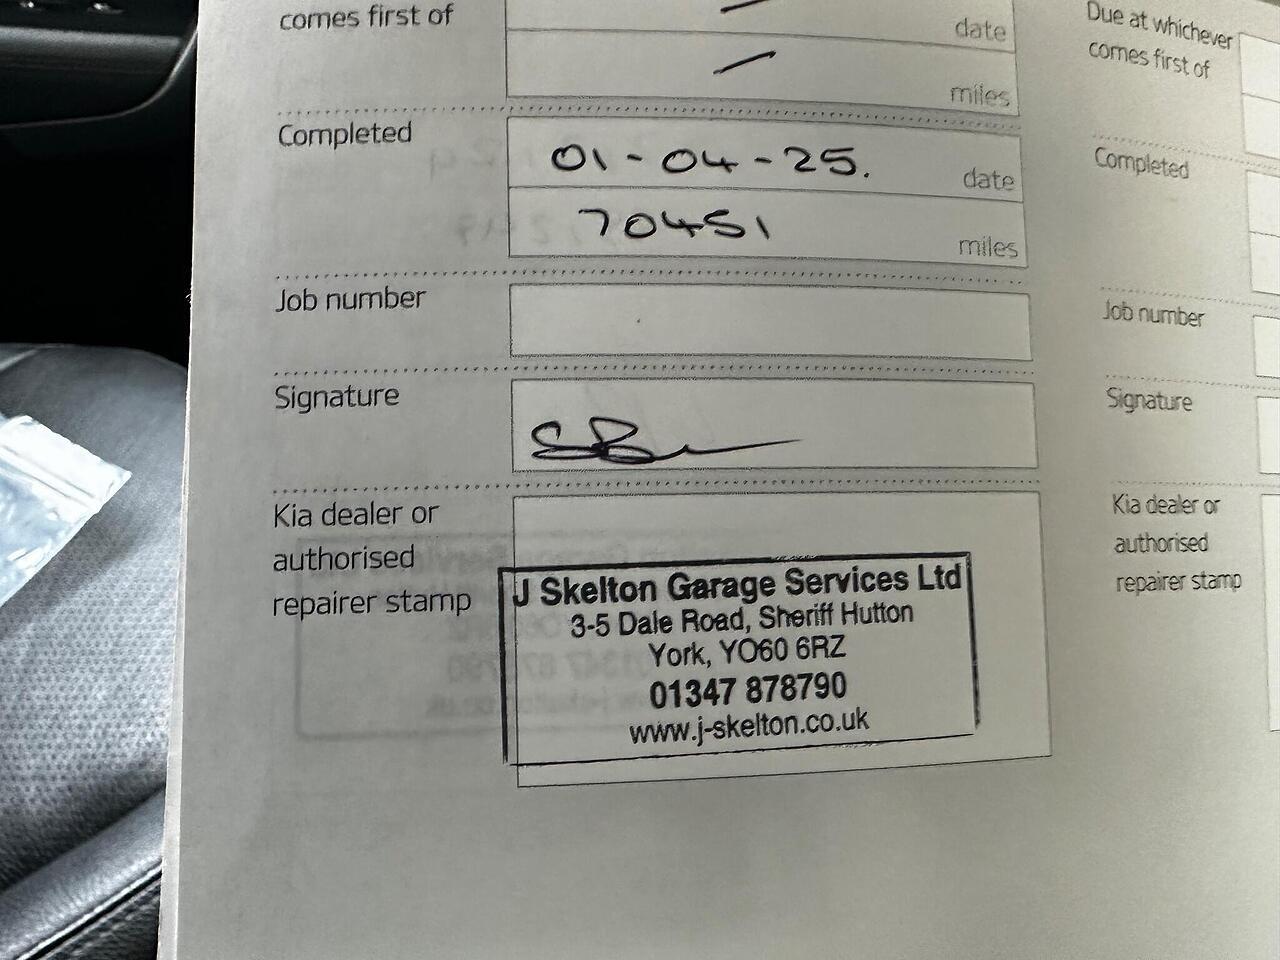 comes first of
date
miles
Completed
01-04-25.
date
70451
miles
Job number
Signature
Kia dealer or
authorised
repairer stamp
J Skelton Garage Services Ltd
3-5 Dale Road, Sheriff Hutton
York, YO60 6RZ
01347 878790
www.j-skelton.co.uk
Due at whichever
comes first of
Completed
Job number
Signature
Kia dealer or
authorised
repairer stamp